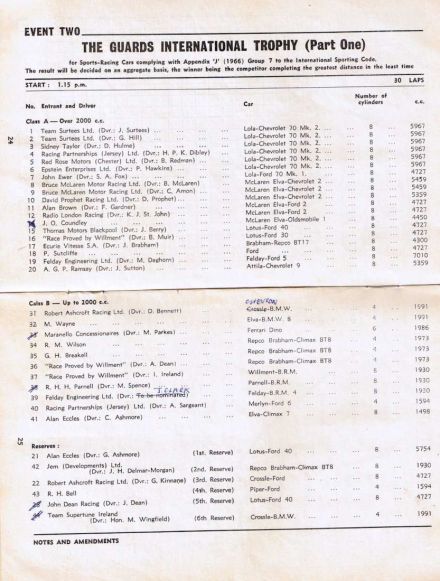 EVENT TWO
THE GUARDS INTERNATIONAL TROPHY (Part One)
for Sports-Racing Cars complying with Appendix 'J' (1966) Group 7 to the International Sporting Code.
The result will be decided on an aggregate basis, the winner being the competitor completing the greatest distance in the least time
START : 1.15 p.m. 30 LAPS
No. Entrant and Driver Car Number of cylinders c.c.
Class A — Over 2000 c.c.
1 Team Surtees Ltd. (Dvr.: J. Surtees) ... Lola-Chevrolet 70 Mk. 2. ... 8 ... 5967
2 Team Surtees Ltd. (Dvr.: G. Hill) ... Lola-Chevrolet 70 Mk. 2. ... 8 ... 5967
3 Sidney Taylor (Dvr.: D. Hulme) ... Lola-Chevrolet 70 Mk. 2. ... 8 ... 5967
4 Racing Partnerships (Jersey) Ltd. (Dvr.: H. P. K. Dibley) Lola-Chevrolet 70 Mk. 2. ... 8 ... 5967
5 Red Rose Motors (Chester) Ltd. (Dvr.: B. Redman) ... Lola-Chevrolet 70 Mk. 2. ... 8 ... 5967
6 Epstein Enterprises Ltd. (Dvr.: P. Hawkins) ... Lola-Chevrolet 70 Mk. 2. ... 8 ... 5967
7 John Ewer (Dvr.: S. A. Fox) ... Lola-Ford 70 Mk. 1. ... 8 ... 4727
8 Bruce McLaren Motor Racing Ltd. (Dvr.: B. McLaren) McLaren Elva-Chevrolet 2 ... 8 ... 5459
9 Bruce McLaren Motor Racing Ltd. (Dvr.: C. Amon) McLaren Elva-Chevrolet 2 ... 8 ... 5459
10 David Prophet Racing Ltd. (Dvr.: D. Prophet) ... McLaren Elva-Chevrolet 2 ... 8 ... 5359
11 Alan Brown (Dvr.: F. Gardner) ... McLaren Elva-Ford 2 ... 8 ... 4727
12 Radio London Racing (Dvr.: K. J. St. John) ... McLaren Elva-Ford 2 ... 8 ... 4727
J. O. Coundley ... McLaren Elva-Oldsmobile 1 ... 8 ... 4450
15 Thomas Motors Blackpool (Dvr.: J. Berry) ... Lotus-Ford 40 ... 8 ... 4727
16 "Race Proved by Willment" (Dvr.: B. Muir) ... Lotus-Ford 30 ... 8 ... 4727
17 Ecurie Vitesse S.A. (Dvr.: J. Brabham) ... Brabham-Repco BT17 ... 8 ... 4300
18 P. Sutcliffe ... Ford ... 8 ... 4727
19 Felday Engineering Ltd. (Dvr.: M. Daghorn) ... Felday-Ford 5 ... 8 ... 7010
20 A. G. P. Ramsay (Dvr.: J. Sutton) ... Attila-Chevrolet 9 ... 8 ... 5359
24
Calss B — Up to 2000 c.c.
31 Robert Ashcroft Racing Ltd. (Dvr.: D. Bennett) Crossle-B.M.W. ... 4 ... 1991
32 M. Wayne ... Elva-B.M.W. 8 ... 4 ... 1991
33 Maranello Concessionaires (Dvr.: M. Parkes) ... Ferrari Dino ... 6 ... 1986
34 R. M. Wilson ... Repco Brabham-Climax BT8 ... 4 ... 1973
35 G. H. Breakell ... Repco Brabham-Climax BT8 ... 4 ... 1973
36 "Race Proved by Willment" (Dvr.: A. Dean) ... Repco Brabham-Climax BT8 ... 4 ... 1973
37 "Race Proved by Willment" (Dvr.: I. Ireland) ... Willment-B.R.M. ... 8 ... 1930
38 R. H. H. Parnell (Dvr.: M. Spence) ... Parnell-B.R.M. ... 8 ... 1930
J. CLARK
39 Felday Engineering Ltd. (Dvr.: To be nominated) ... Felday-B.R.M. 4 ... 8 ... 1930
40 Racing Partnerships (Jersey) Ltd. (Dvr.: A. Sargeant) Merlyn-Ford 6 ... 4 ... 1594
41 Alan Eccles (Dvr.: C. Ashmore) ... Elva-Climax 7 ... 8 ... 1498
25
Reserves :
21 Alan Eccles (Dvr.: G. Ashmore) (1st. Reserve) Lotus-Ford 40 ... 8 ... 5754
42 Jem (Developments) Ltd.
(Dvr.: J. H. Delmar-Morgan) (2nd. Reserve) Repco Brabham-Climax BT8 ... 8 ... 1930
22 Robert Ashcroft Racing Ltd. (Dvr.: G, Kinnane) (3rd. Reserve) Crossle-Ford ... 8 ... 4727
43 R. H. Bell (4th. Reserve) Piper-Ford ... 4 ... 1594
John Dean Racing (Dvr.: J. Dean) (5th. Reserve) Lotus-Ford 40 ... 8 ... 4727
Team Supertune Ireland
(Dvr.: Hon. M. Wingfield) (6th. Reserve) Crossle-B.M.W. ... 4 ... 1991
NOTES AND AMENDMENTS